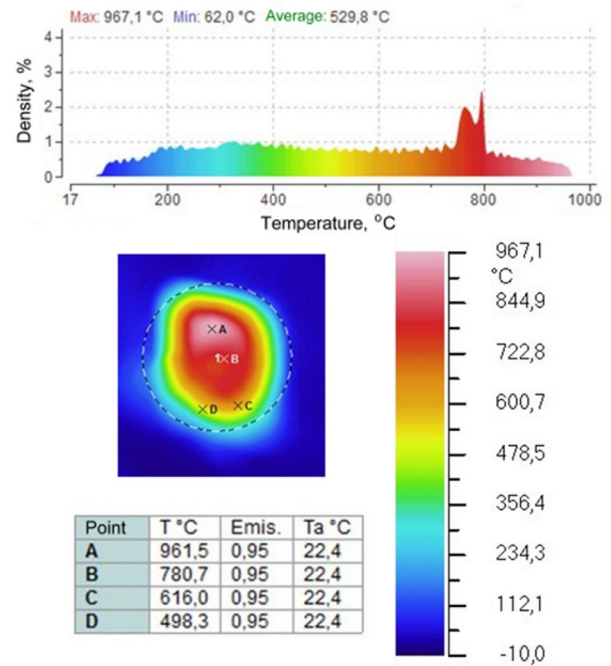 Max: 967,1 °C Min: 62,0 °C Average: 529,8 °C
4
3
2
1
0
Density, %
17 200 400 600 800 1000
Temperature, °C
967,1
°C
844,9
722,8
600,7
478,5
356,4
234,3
112,1
-10,0
A
1 B
D C
Point T °C Emis. Ta °C
A 961,5 0,95 22,4
B 780,7 0,95 22,4
C 616,0 0,95 22,4
D 498,3 0,95 22,4